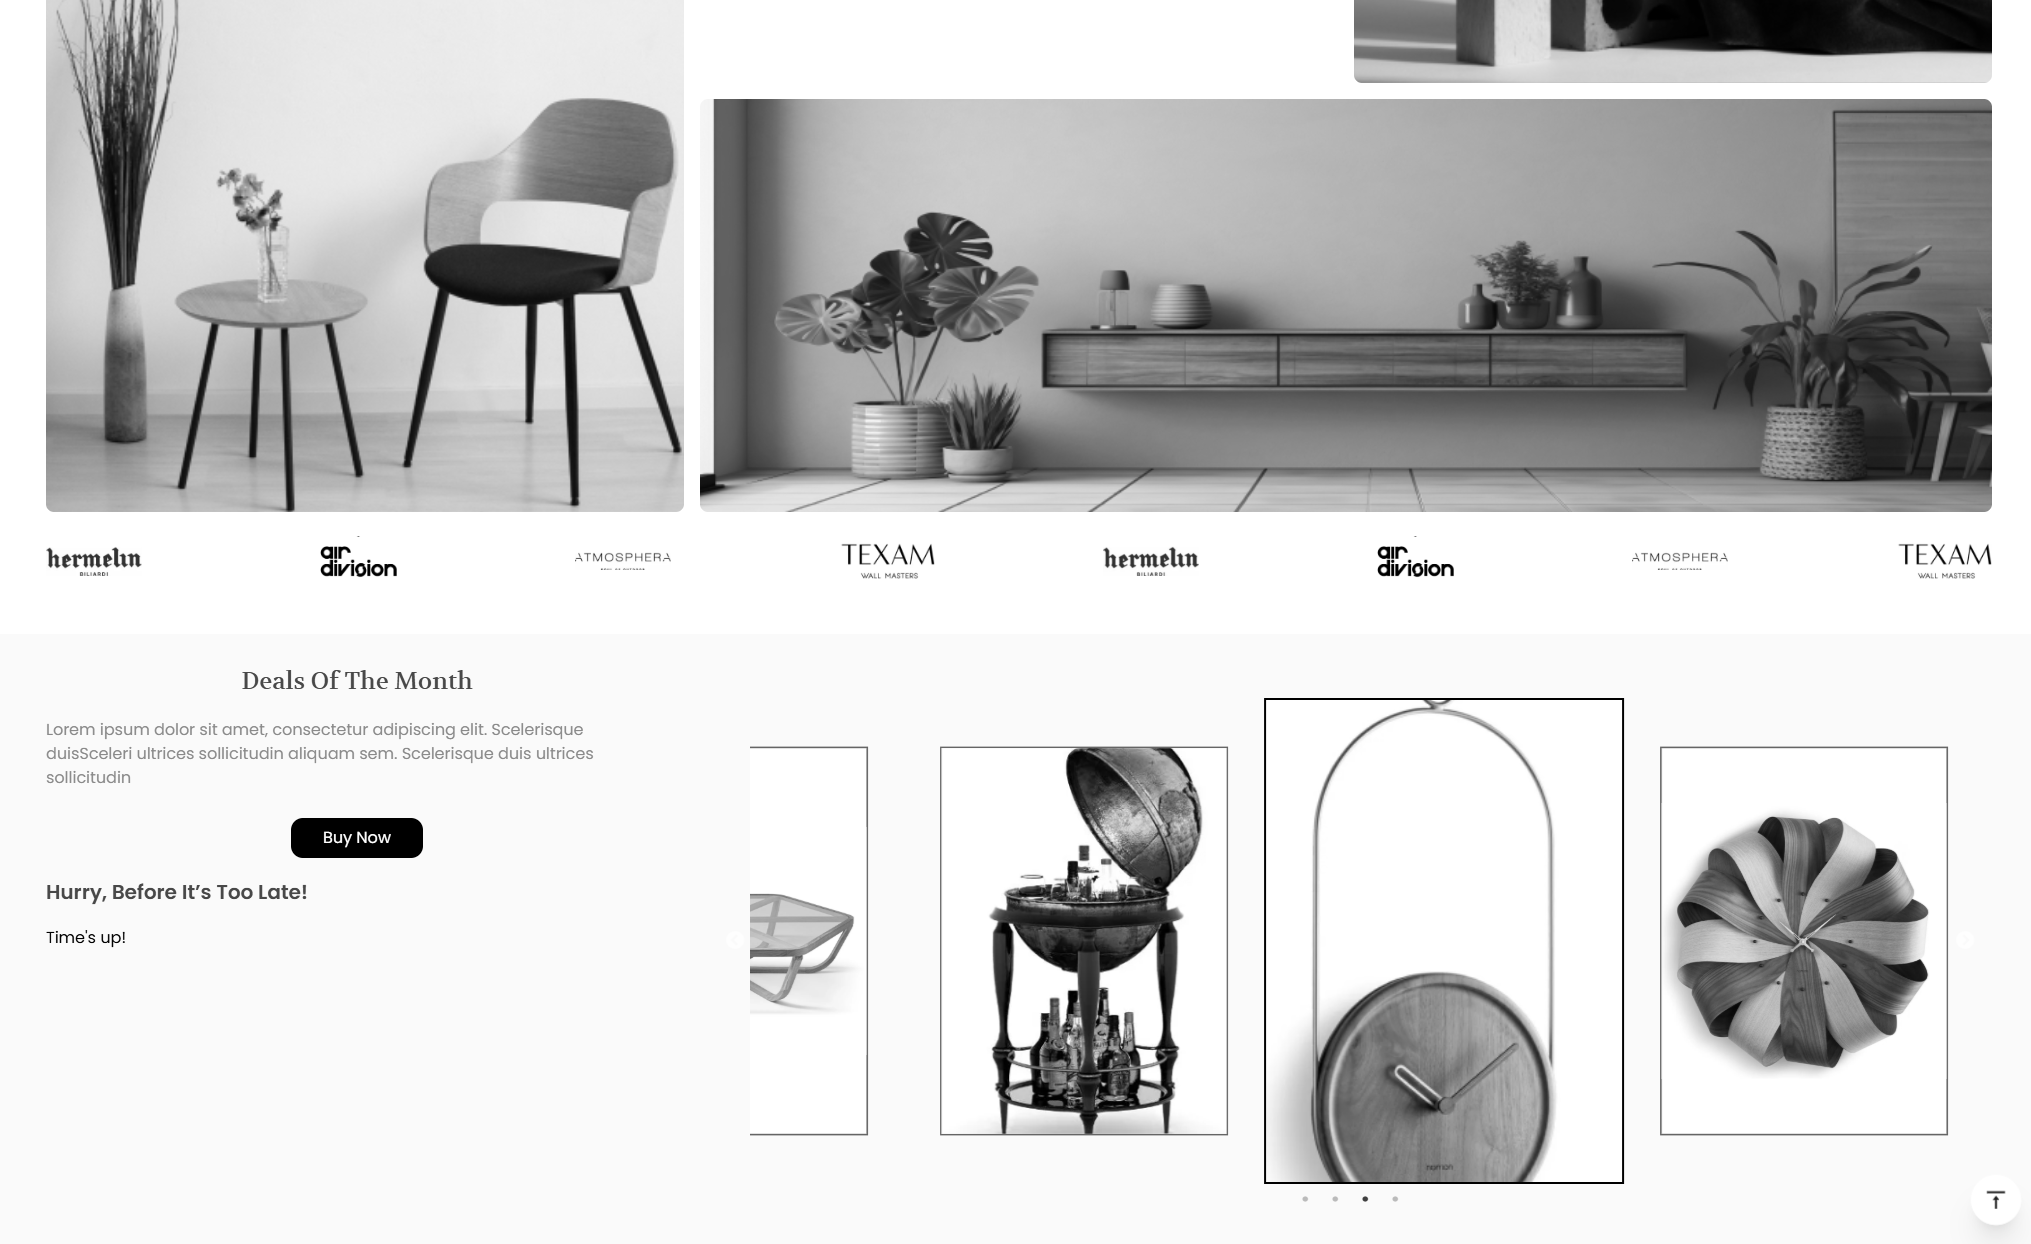 hermelin
BILIARDI
air
division
ATMOSPHERA
TEXAM
WALL MASTERS
hermelin
BILIARDI
air
division
ATMOSPHERA
TEXAM
WALL MASTERS
Deals Of The Month
Lorem ipsum dolor sit amet, consectetur adipiscing elit. Scelerisque
duisSceleri ultrices sollicitudin aliquam sem. Scelerisque duis ultrices
sollicitudin
Buy Now
Hurry, Before It’s Too Late!
Time's up!
nomon